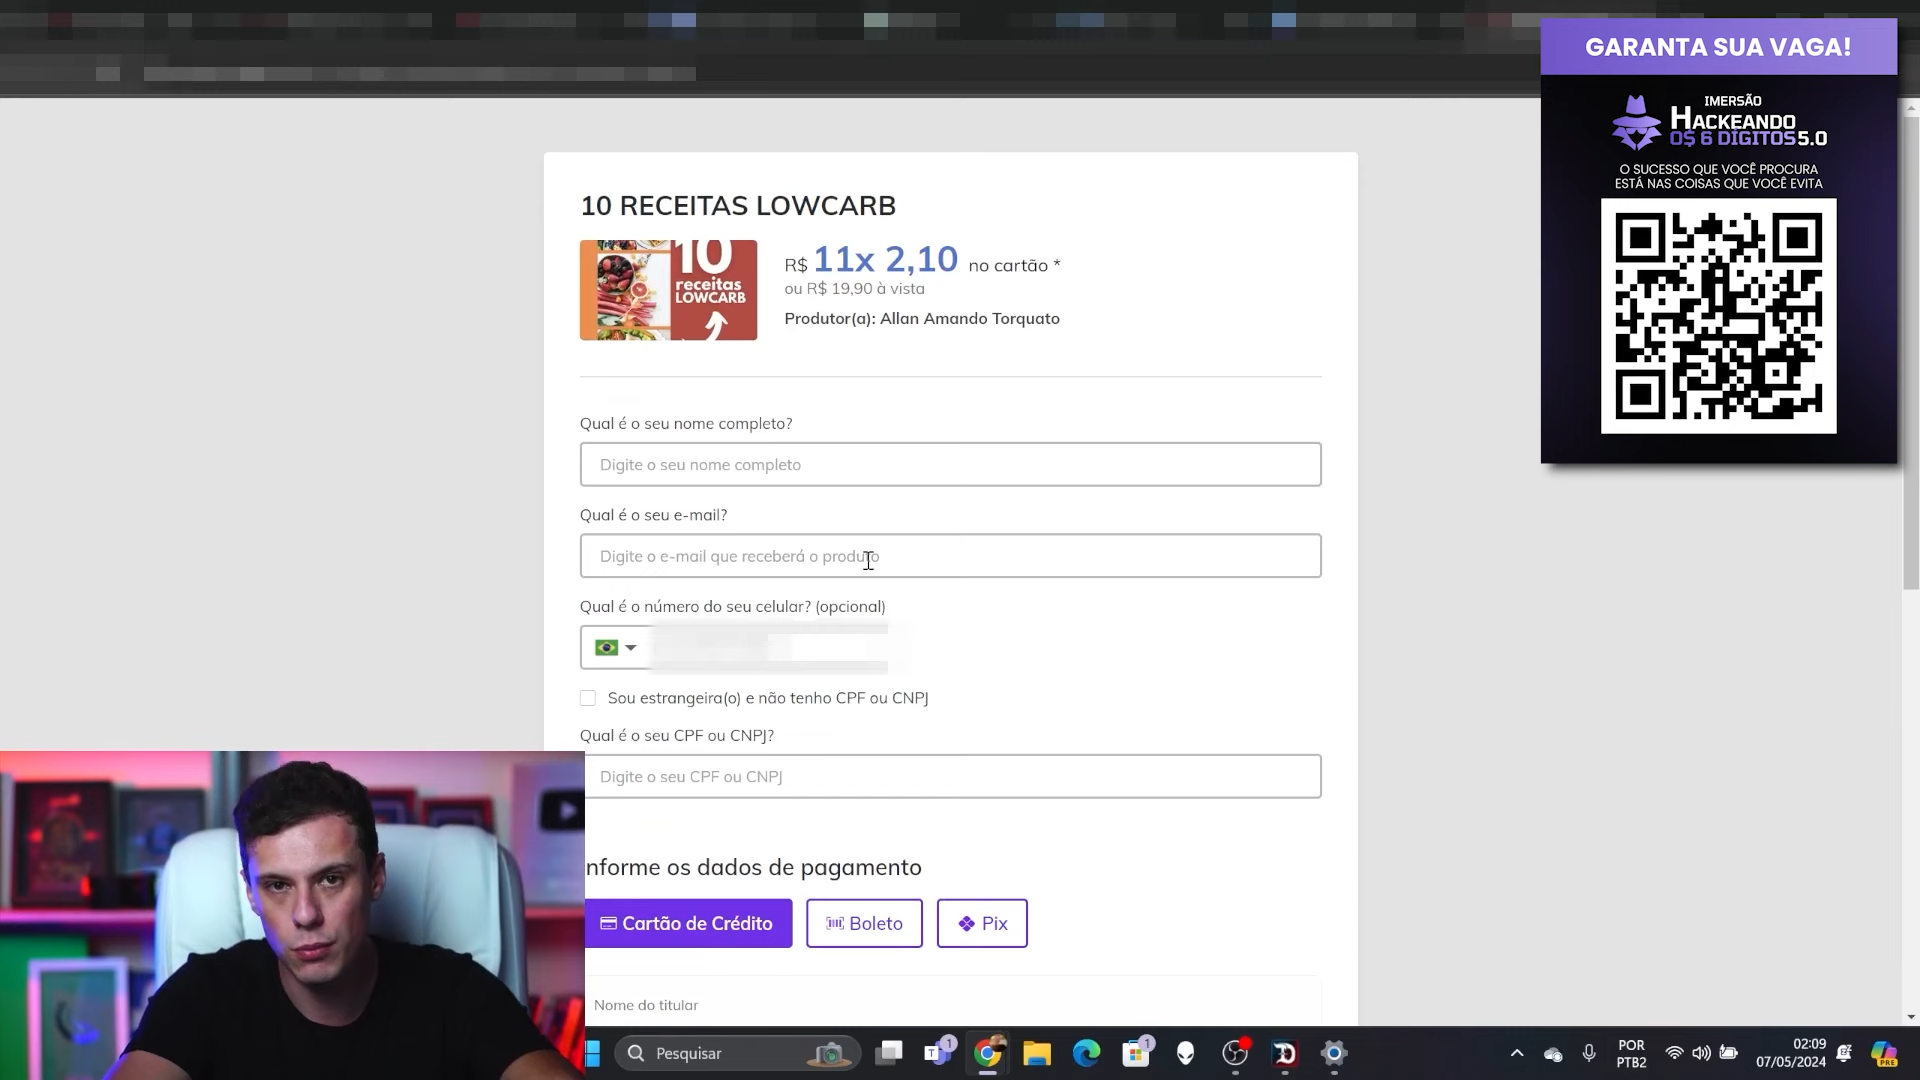 GARANTA SUA VAGA!
IMERSÃO
HACKEANDO
O$ 6 DÍGITOS 5.0
O SUCESSO QUE VOCÊ PROCURA
ESTÁ NAS COISAS QUE VOCÊ EVITA
10 RECEITAS LOWCARB
10
receitas
LOWCARB
R$ 11x 2,10 no cartão *
ou R$ 19,90 à vista
Produtor(a): Allan Amando Torquato
Qual é o seu nome completo?
Digite o seu nome completo
Qual é o seu e-mail?
Digite o e-mail que receberá o produto
Qual é o número do seu celular? (opcional)
Sou estrangeira(o) e não tenho CPF ou CNPJ
Qual é o seu CPF ou CNPJ?
Digite o seu CPF ou CNPJ
nforme os dados de pagamento
Cartão de Crédito
Boleto
Pix
Nome do titular
Pesquisar
1
1
POR
PTB2
02:09
07/05/2024
PRE